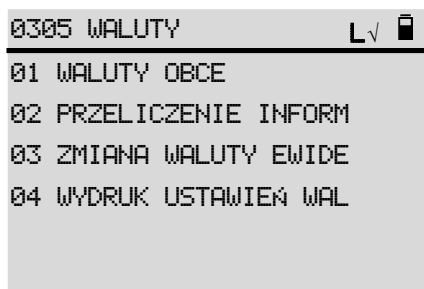 0305 WALUTY L√
01 WALUTY OBCE
02 PRZELICZENIE INFORM
03 ZMIANA WALUTY EWIDE
04 WYDRUK USTAWIEń WAL